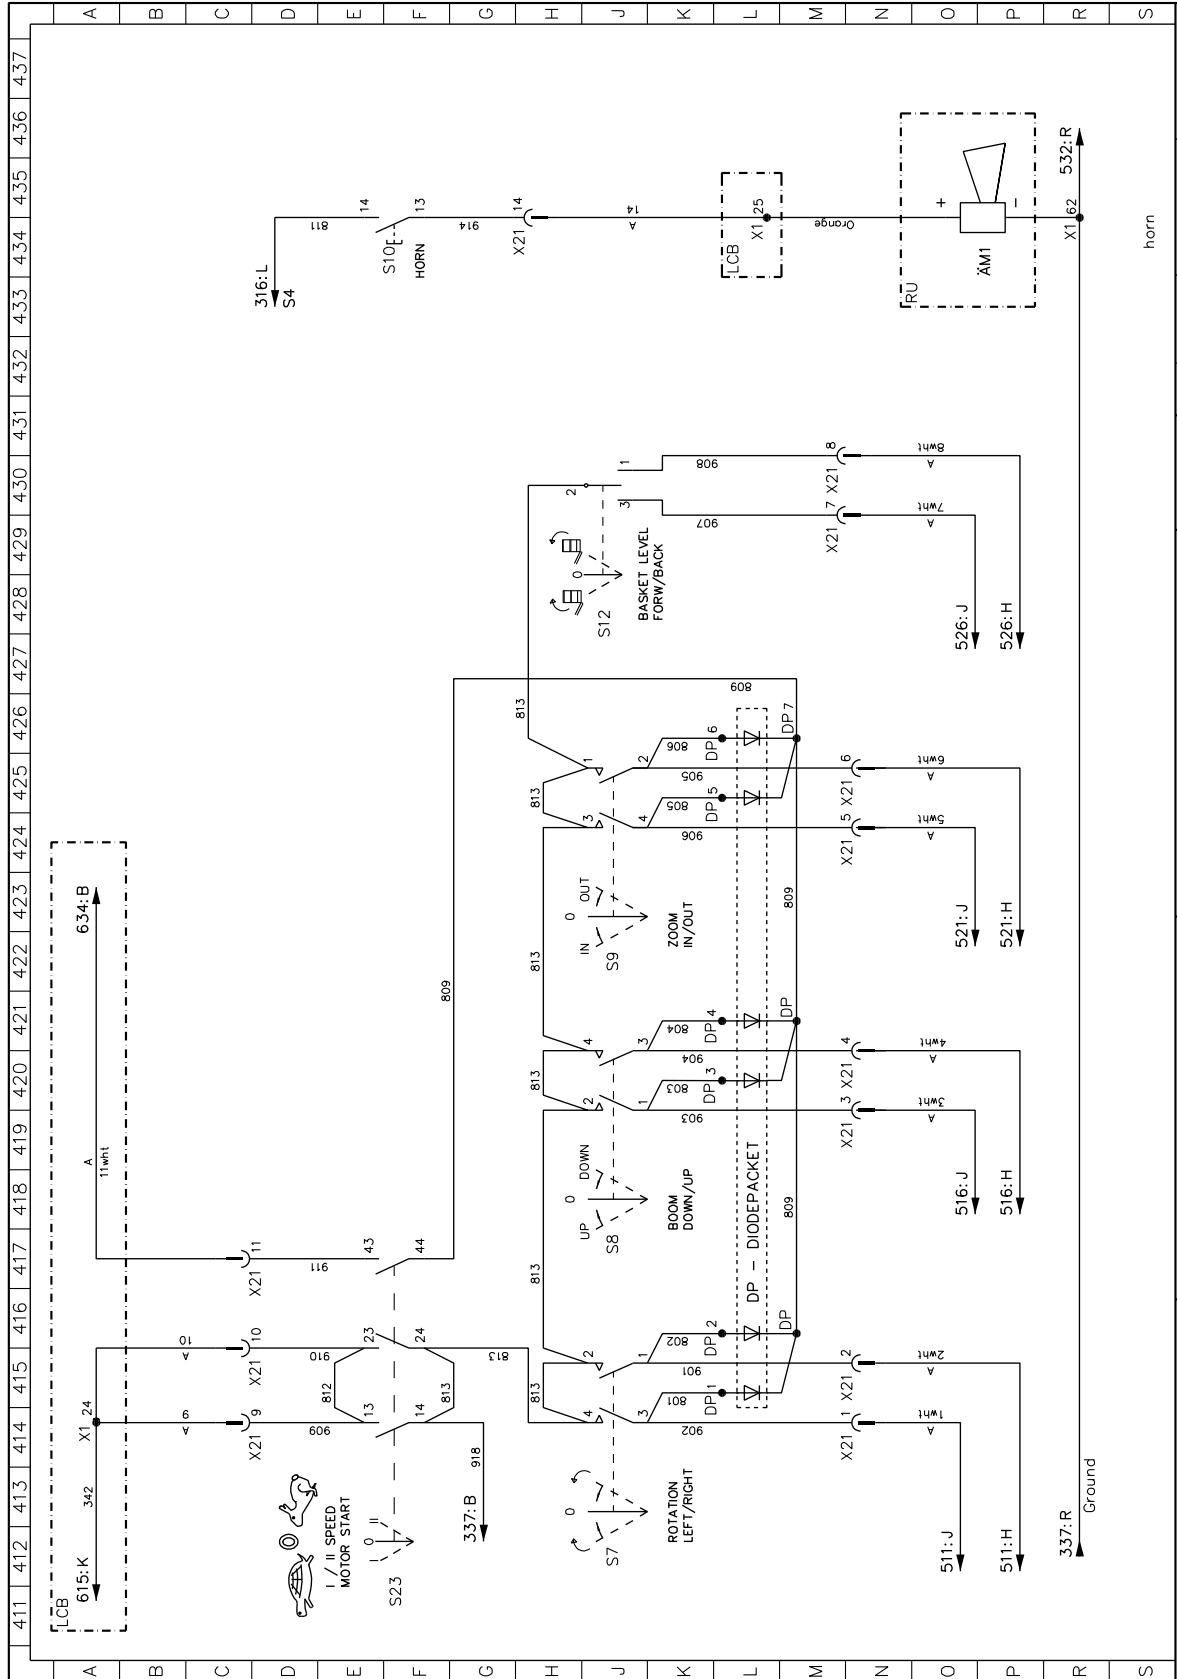 A B C D E F G H J K L M N O P R S
437
436
435
434
433
432
431
430
429
428
427
426
425
424
423
422
421
420
419
418
417
416
415
414
413
412
411
A B C D E F G H J K L M N O P R S
LCB
615:K
342
X1 24
634:B
A
11wht
A
9
A
10
X21 9
X21 10
X21 11
909
910
911
812
13
23
43
14
24
44
813
813
809
I / II SPEED
MOTOR START
I 0 II
S23
918
337:B
316:L
S4
811
14
S10
HORN
13
914
X21 14
A
14
LCB
X1 25
Orange
RU
+
-
ÄM1
X1 62
532:R
horn
813
4
2
0
S7
3
1
ROTATION
LEFT/RIGHT
902
801
901
802
DP 1
DP 2
DP - DIODEPACKET
DP
X21 1
X21 2
1wht
A
2wht
A
511:J
511:H
813
813
2
4
UP 0 DOWN
S8
1
3
BOOM
DOWN/UP
903
803
904
804
DP 3
DP 4
DP
809
X21 3
X21 4
3wht
A
4wht
A
516:J
516:H
813
813
3
1
IN 0 OUT
S9
4
2
ZOOM
IN/OUT
906
805
905
806
DP 5
DP 6
DP 7
809
809
X21 5
X21 6
5wht
A
6wht
A
521:J
521:H
813
2
0
S12
3
1
BASKET LEVEL
FORW/BACK
907
908
X21 7
X21 8
7wht
A
8wht
A
526:J
526:H
337:R
Ground